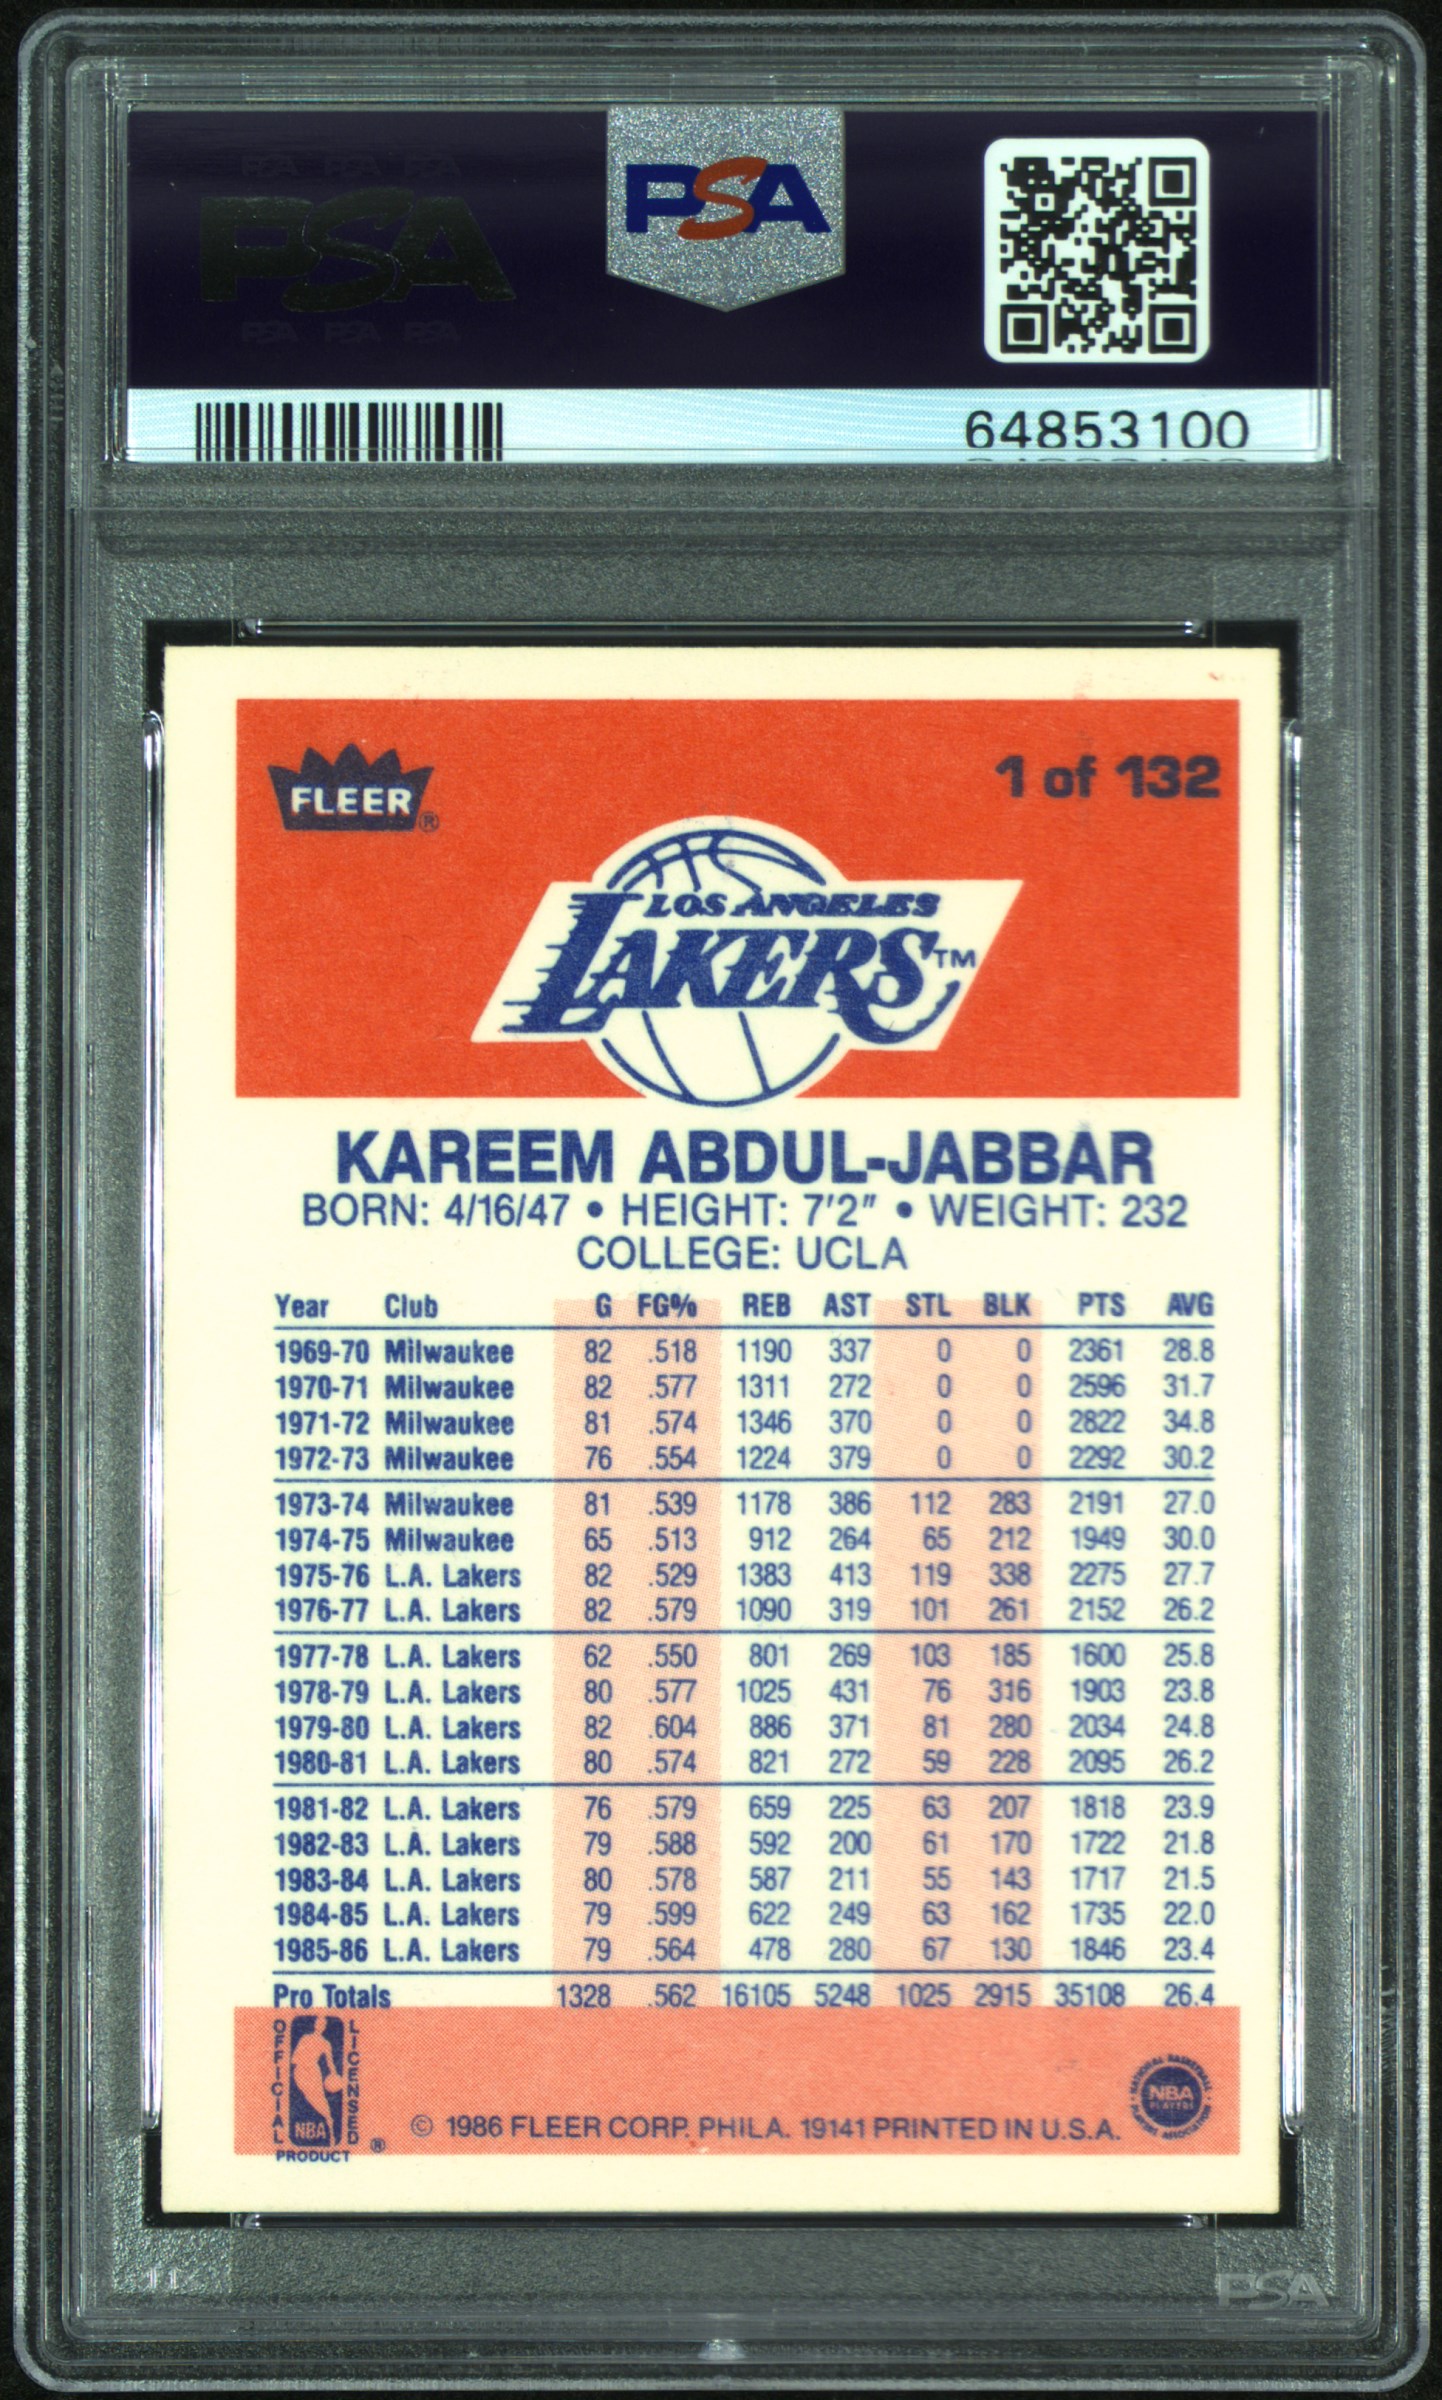 PSA PSA PSA
PSA
PSA PSA PSA
PSA
64853100
FLEER®
1 of 132
LOS ANGELES
LAKERS™
KAREEM ABDUL-JABBAR
BORN: 4/16/47 • HEIGHT: 7'2" • WEIGHT: 232
COLLEGE: UCLA
Year Club G FG% REB AST STL BLK PTS AVG
1969-70 Milwaukee 82 .518 1190 337 0 0 2361 28.8
1970-71 Milwaukee 82 .577 1311 272 0 0 2596 31.7
1971-72 Milwaukee 81 .574 1346 370 0 0 2822 34.8
1972-73 Milwaukee 76 .554 1224 379 0 0 2292 30.2
1973-74 Milwaukee 81 .539 1178 386 112 283 2191 27.0
1974-75 Milwaukee 65 .513 912 264 65 212 1949 30.0
1975-76 L.A. Lakers 82 .529 1383 413 119 338 2275 27.7
1976-77 L.A. Lakers 82 .579 1090 319 101 261 2152 26.2
1977-78 L.A. Lakers 62 .550 801 269 103 185 1600 25.8
1978-79 L.A. Lakers 80 .577 1025 431 76 316 1903 23.8
1979-80 L.A. Lakers 82 .604 886 371 81 280 2034 24.8
1980-81 L.A. Lakers 80 .574 821 272 59 228 2095 26.2
1981-82 L.A. Lakers 76 .579 659 225 63 207 1818 23.9
1982-83 L.A. Lakers 79 .588 592 200 61 170 1722 21.8
1983-84 L.A. Lakers 80 .578 587 211 55 143 1717 21.5
1984-85 L.A. Lakers 79 .599 622 249 63 162 1735 22.0
1985-86 L.A. Lakers 79 .564 478 280 67 130 1846 23.4
Pro Totals 1328 .562 16105 5248 1025 2915 35108 26.4
OFFICIAL
LICENSED
NBA
PRODUCT ®
© 1986 FLEER CORP. PHILA. 19141 PRINTED IN U.S.A.
NATIONAL BASKETBALL
NBA
PLAYERS
PLAYERS ASSOCIATION
PSA